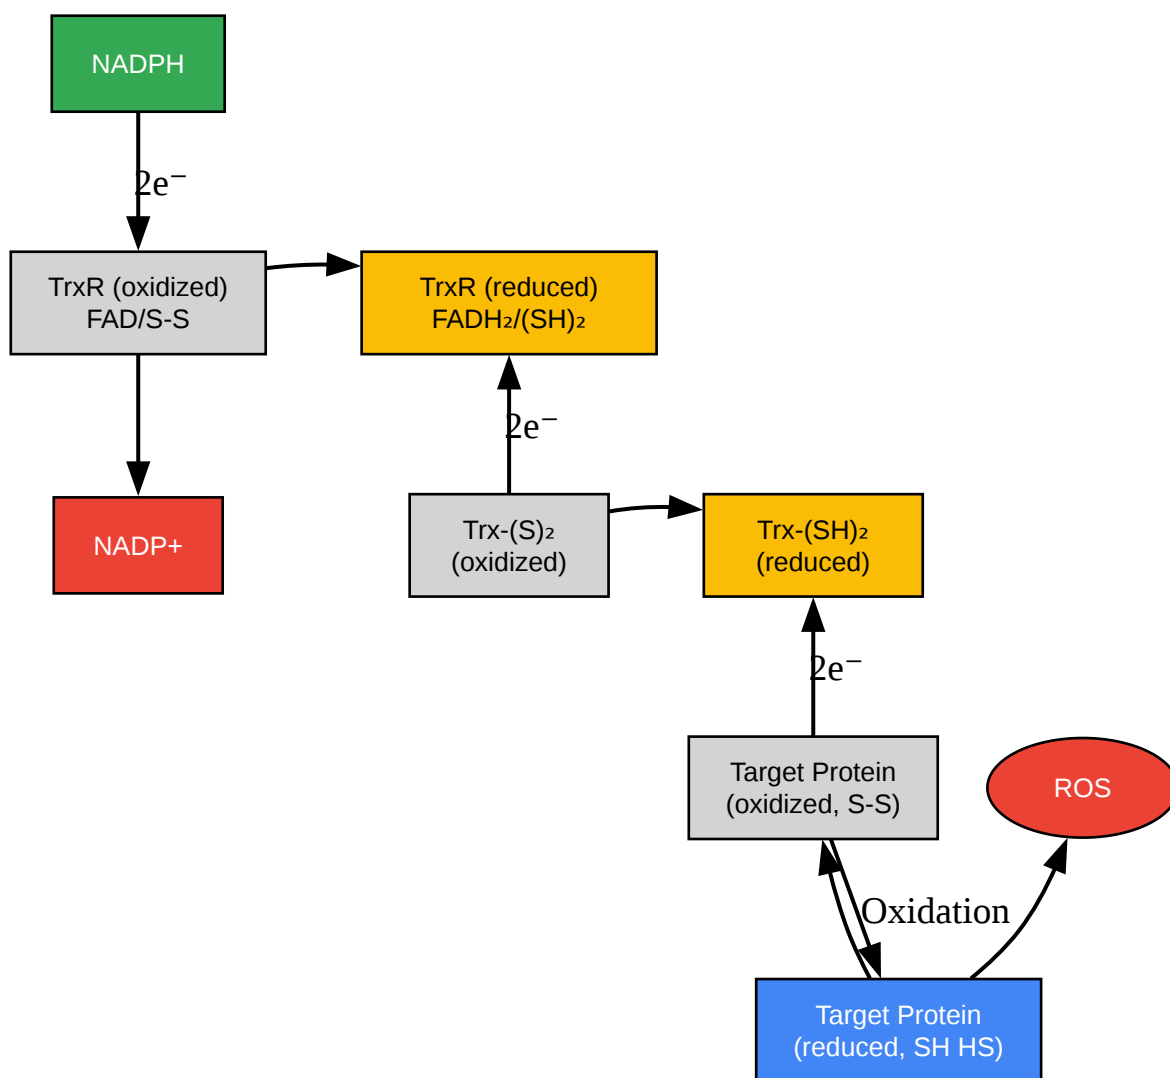 NADPH
2e⁻
TrxR (oxidized)
FAD/S-S
TrxR (reduced)
FADH₂/(SH)₂
2e⁻
NADP+
Trx-(S)₂
(oxidized)
Trx-(SH)₂
(reduced)
2e⁻
Target Protein
(oxidized, S-S)
ROS
Oxidation
Target Protein
(reduced, SH HS)